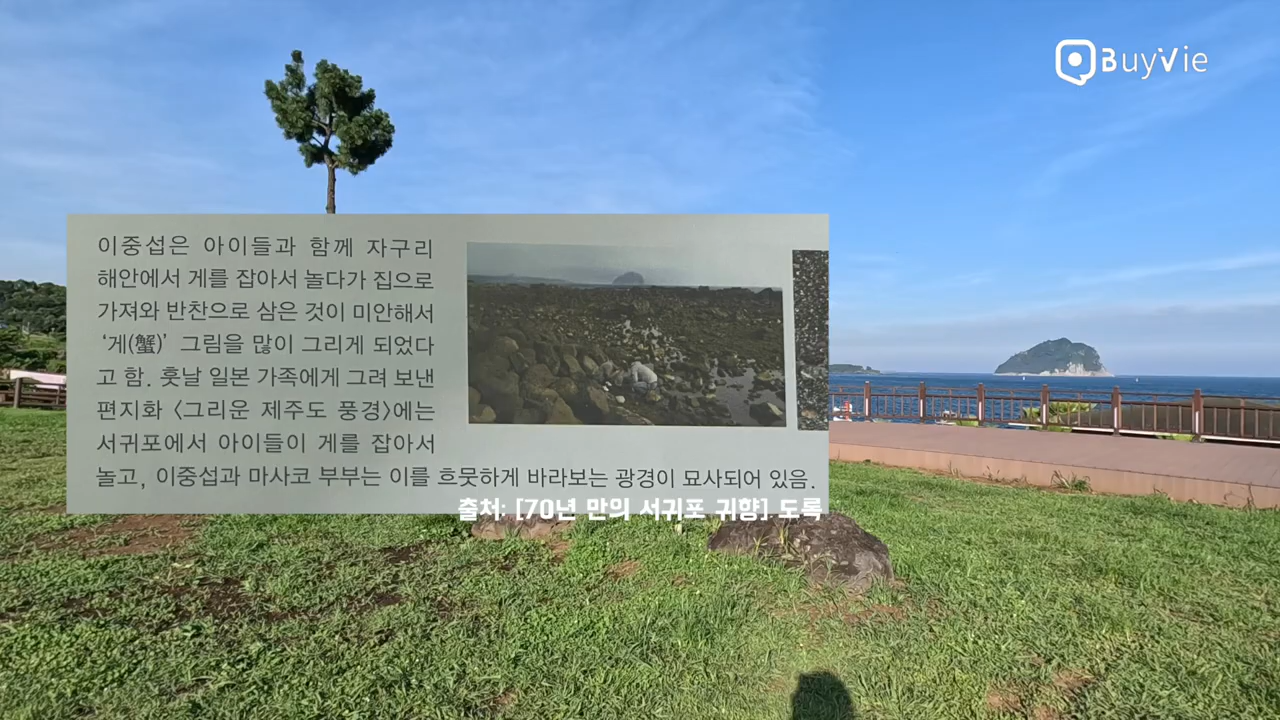 BuyVie
이중섭은 아이들과 함께 자구리
해안에서 게를 잡아서 놀다가 집으로
가져와 반찬으로 삼은 것이 미안해서
‘게(蟹)’ 그림을 많이 그리게 되었다
고 함. 훗날 일본 가족에게 그려 보낸
편지화 〈그리운 제주도 풍경〉에는
서귀포에서 아이들이 게를 잡아서
놀고, 이중섭과 마사코 부부는 이를 흐뭇하게 바라보는 광경이 묘사되어 있음.
출처: [70년 만의 서귀포 귀향] 도록